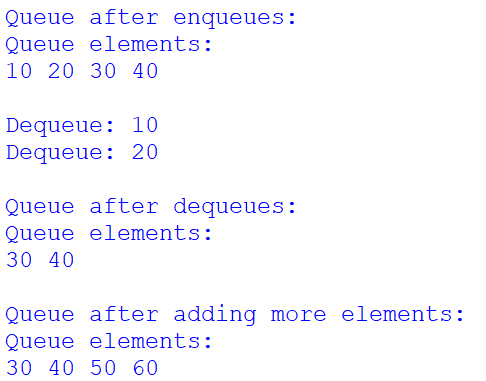 Queue after enqueues:
Queue elements:
10 20 30 40

Dequeue: 10
Dequeue: 20

Queue after dequeues:
Queue elements:
30 40

Queue after adding more elements:
Queue elements:
30 40 50 60